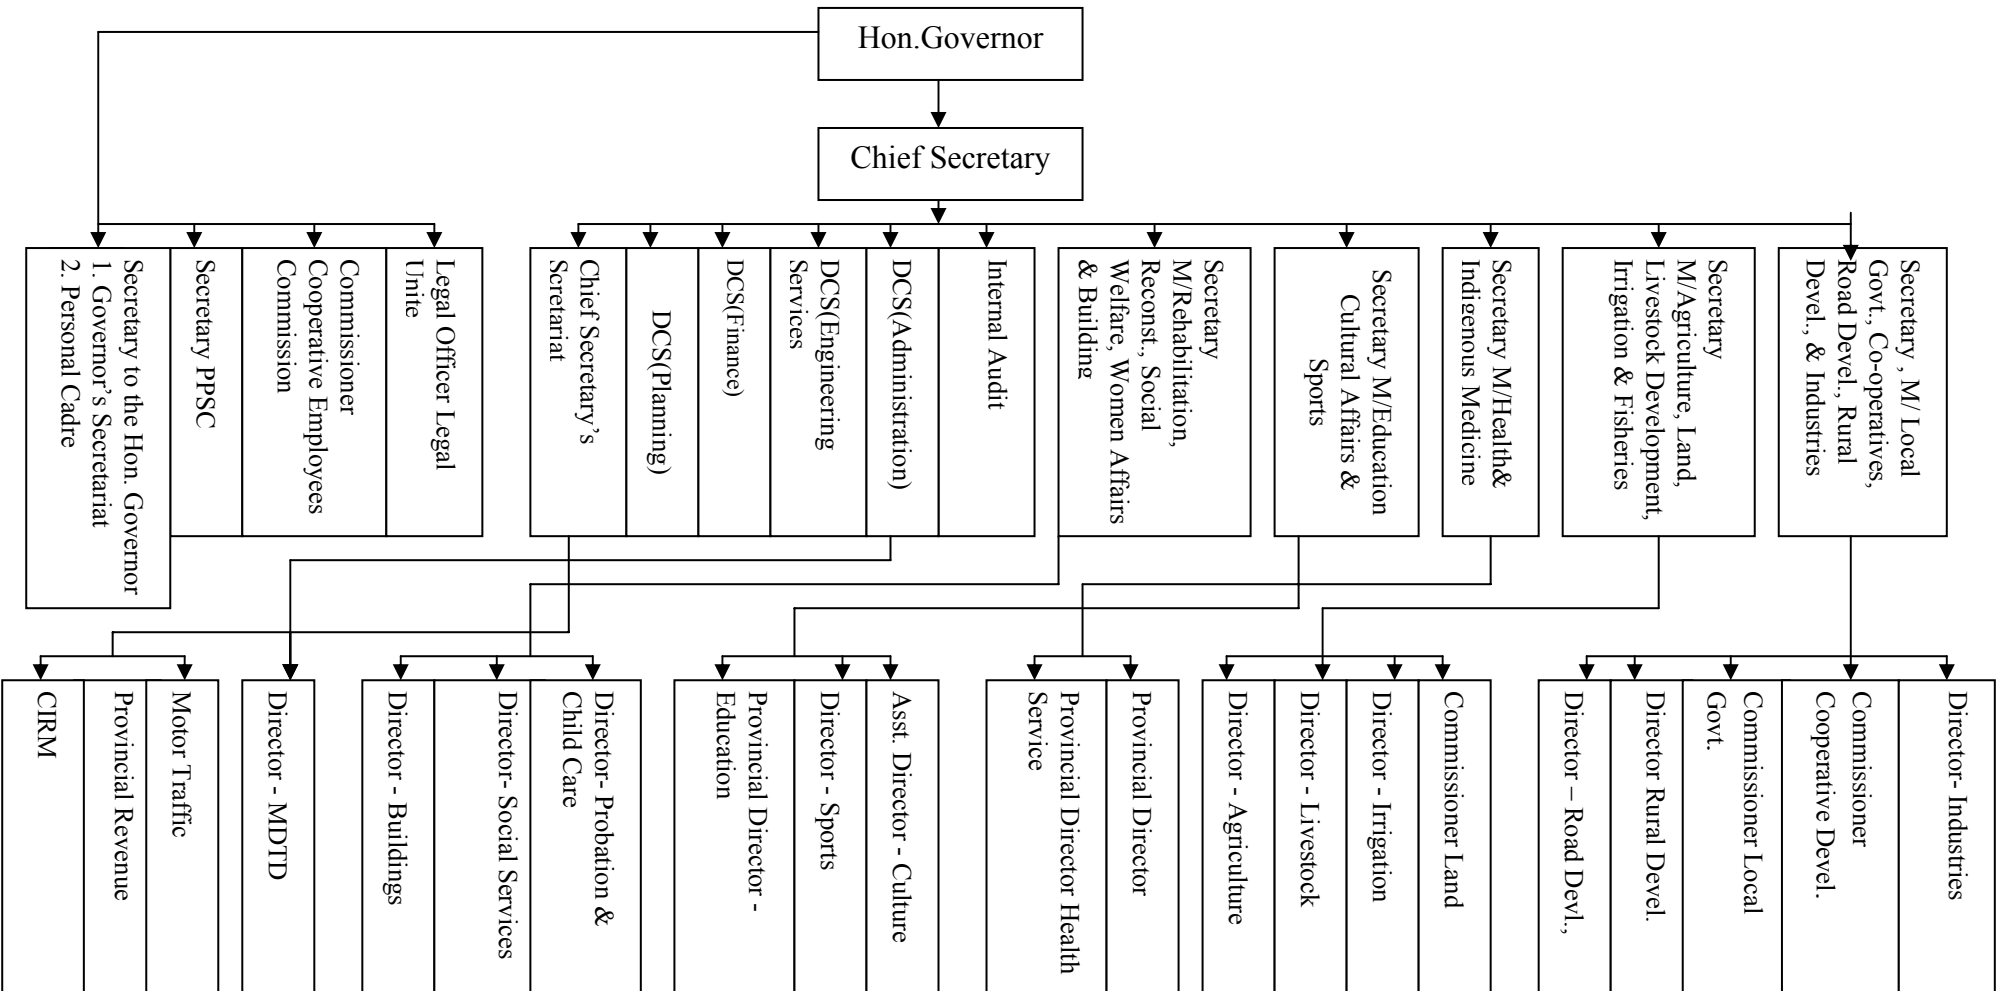 Hon.Governor
Chief Secretary
Secretary to the Hon. Governor
1. Governor's Secretariat
2. Personal Cadre
Secretary PPSC
Commissioner
Cooperative Employees
Commission
Legal Officer Legal
Unite
Chief Secretary's
Scretariat
DCS(Planning)
DCS(Finance)
DCS(Engineering
Services
DCS(Administration)
Internal Audit
Secretary
M/Rehabilitation,
Reconst., Social
Welfare, Women Affairs
& Building
Secretary M/Education
Cultural Affairs &
Sports
Secretary M/Health&
Indigenous Medicine
Secretary
M/Agriculture, Land,
Livestock Development,
Irrigation & Fisheries
Secretary , M/ Local
Govt., Co-operatives,
Road Devel., Rural
Devel., & Industries
CIRM
Provincial Revenue
Motor Traffic
Director - MDTD
Director - Buildings
Director- Social Services
Director- Probation &
Child Care
Provincial Director -
Education
Director - Sports
Asst. Director - Culture
Provincial Director Health
Service
Provincial Director
Director - Agriculture
Director - Livestock
Director - Irrigation
Commissioner Land
Director – Road Devl.,
Director Rural Devel.
Commissioner Local
Govt.
Commissioner
Cooperative Devel.
Director- Industries